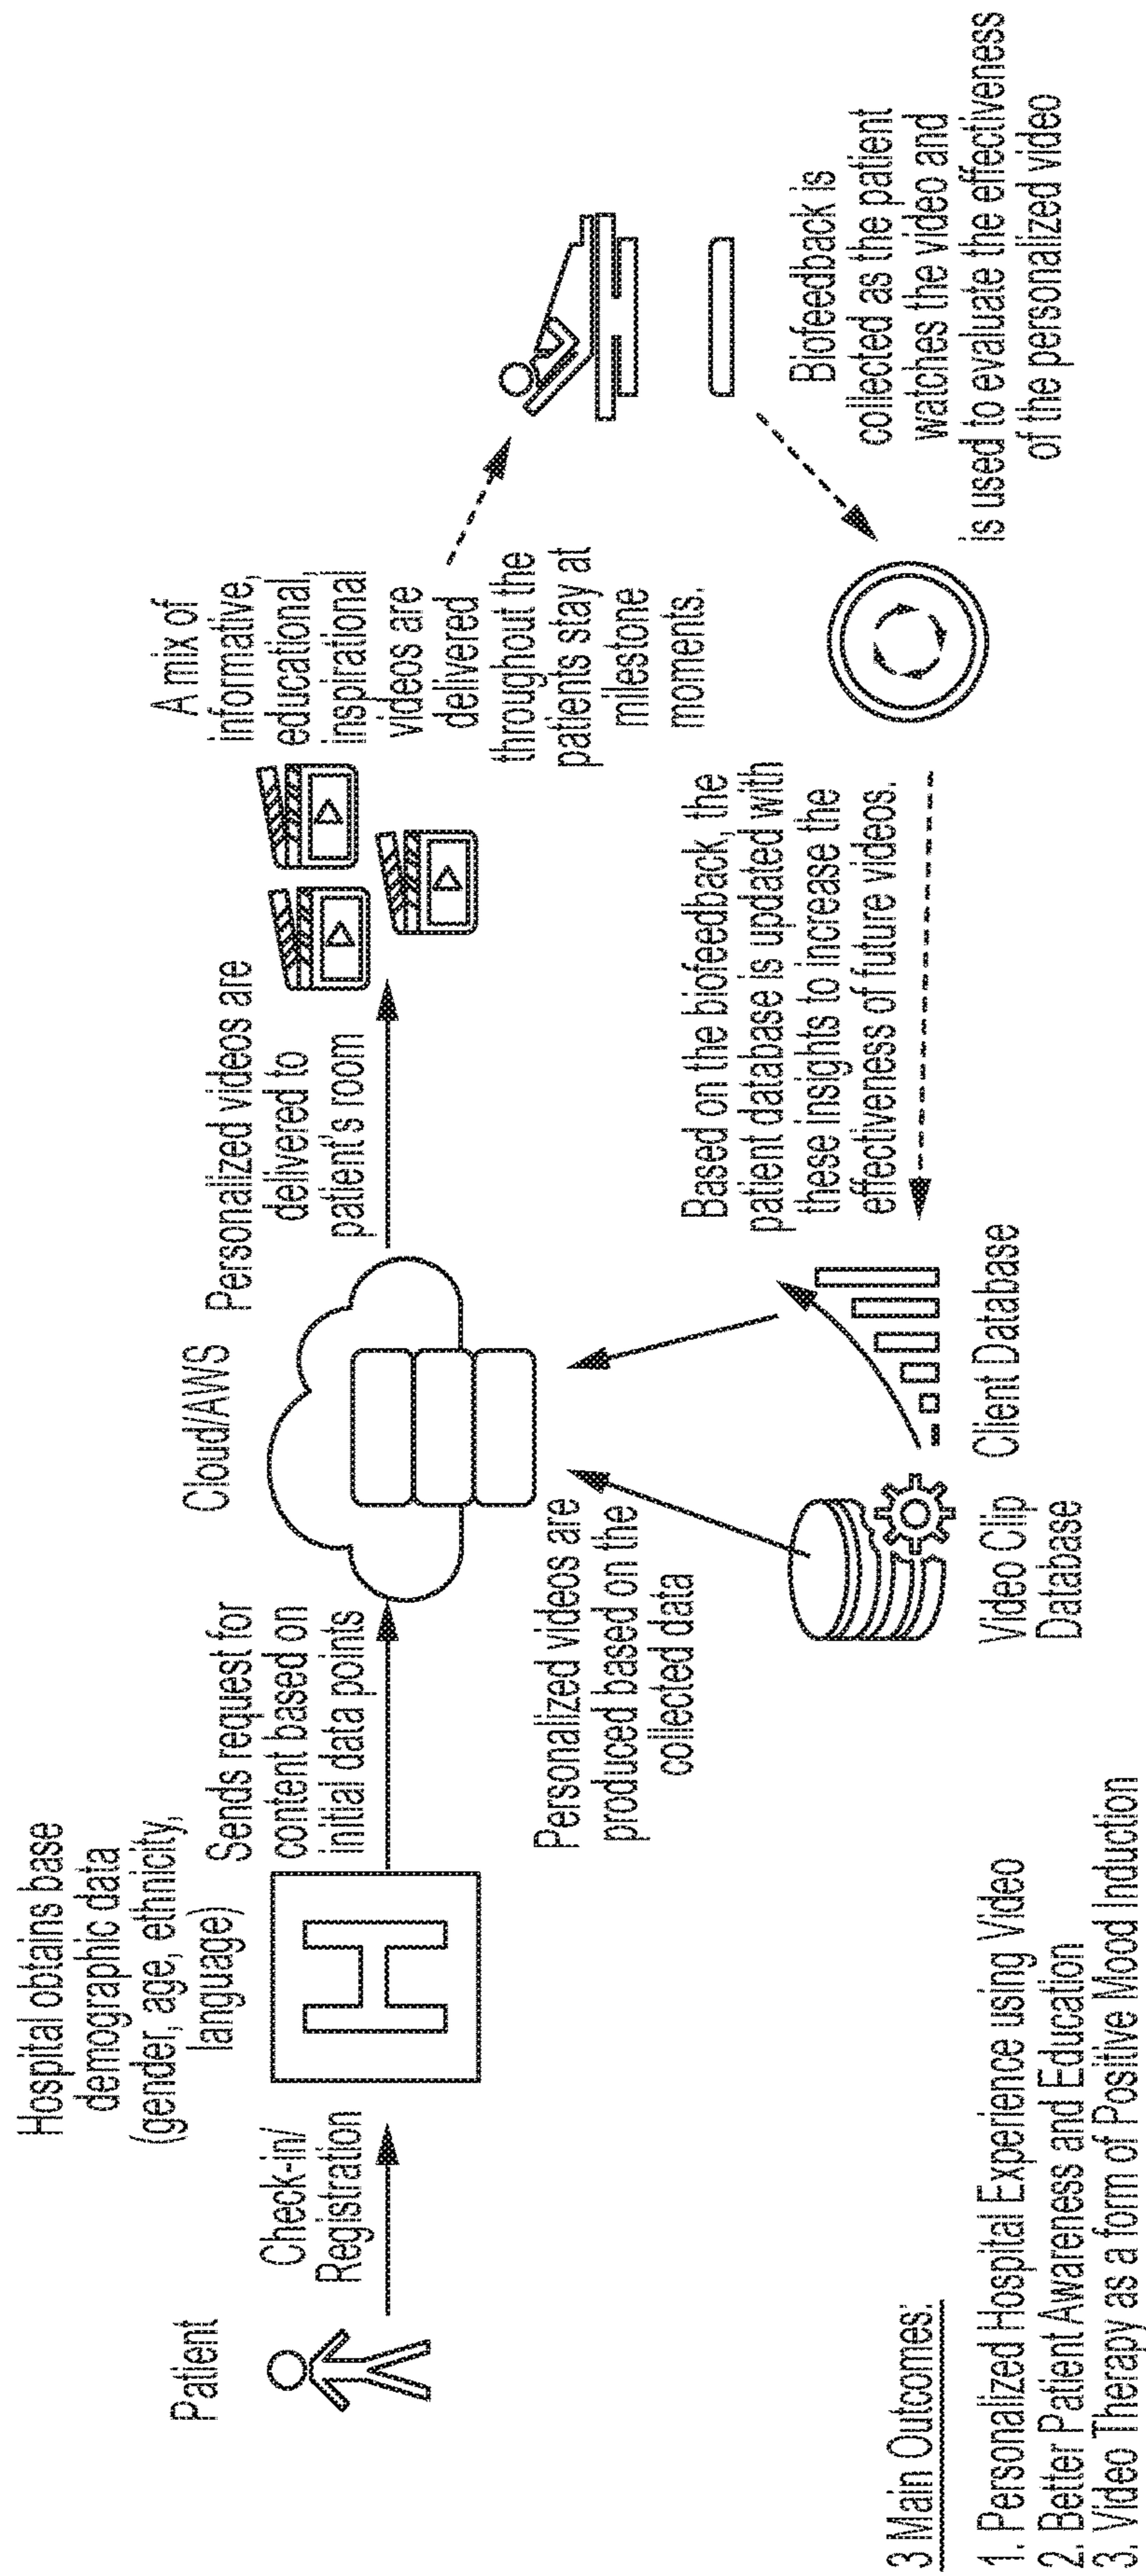 Patient
Check-in/
Registration
Hospital obtains base
demographic data
(gender, age, ethnicity,
language)
Sends request for
content based on
initial data points
Cloud/AWS
Personalized videos are
delivered to
patient's room
A mix of
informative,
educational,
inspirational
videos are
delivered
throughout the
patients stay at
milestone
moments.
Biofeedback is
collected as the patient
watches the video and
is used to evaluate the effectiveness
of the personalized video
Based on the biofeedback, the
patient database is updated with
these insights to increase the
effectiveness of future videos.
Personalized videos are
produced based on the
collected data
Video Clip
Database
Client Database
3 Main Outcomes:
1. Personalized Hospital Experience using Video
2. Better Patient Awareness and Education
3. Video Therapy as a form of Positive Mood Induction
H